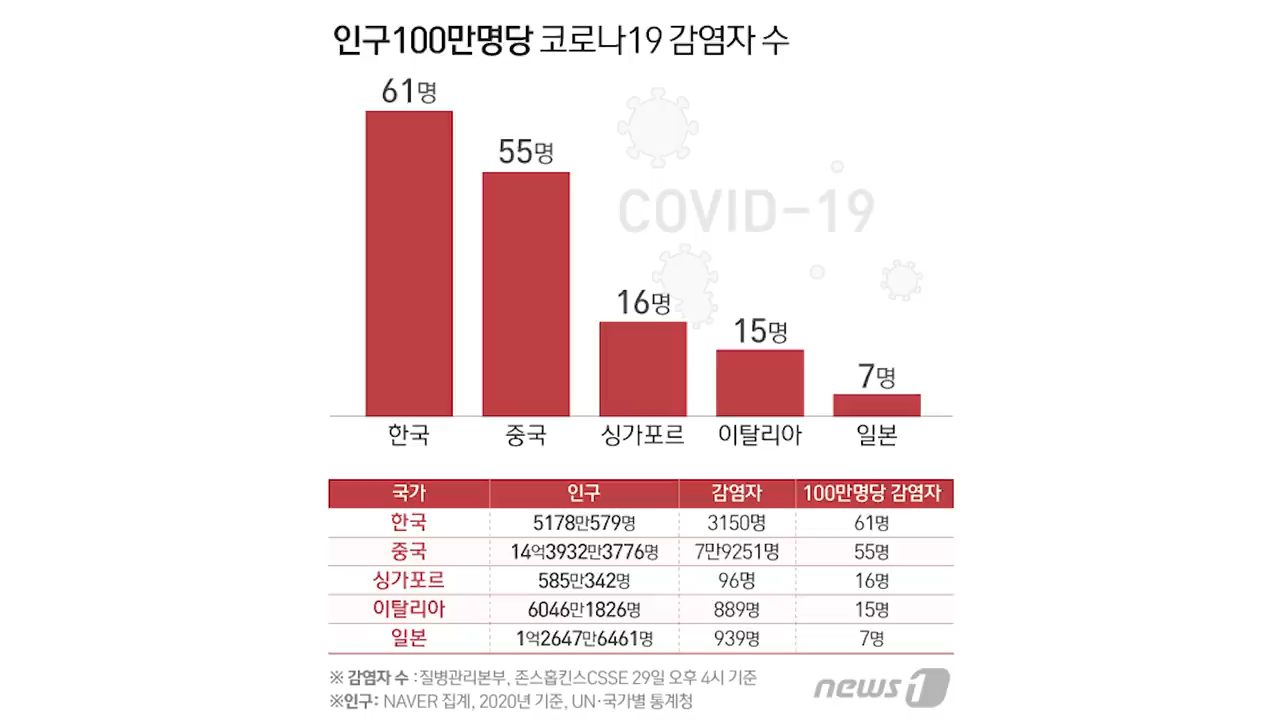 인구100만명당 코로나19 감염자 수
61명
55명
16명
15명
7명
COVID-19
한국 중국 싱가포르 이탈리아 일본
국가 인구 감염자 100만명당 감염자
한국 5178만579명 3150명 61명
중국 14억3932만3776명 7만9251명 55명
싱가포르 585만342명 96명 16명
이탈리아 6046만1826명 889명 15명
일본 1억2647만6461명 939명 7명
※ 감염자 수 :질병관리본부, 존스홉킨스CSSE 29일 오후 4시 기준
※인구: NAVER 집계, 2020년 기준, UN·국가별 통계청
news1